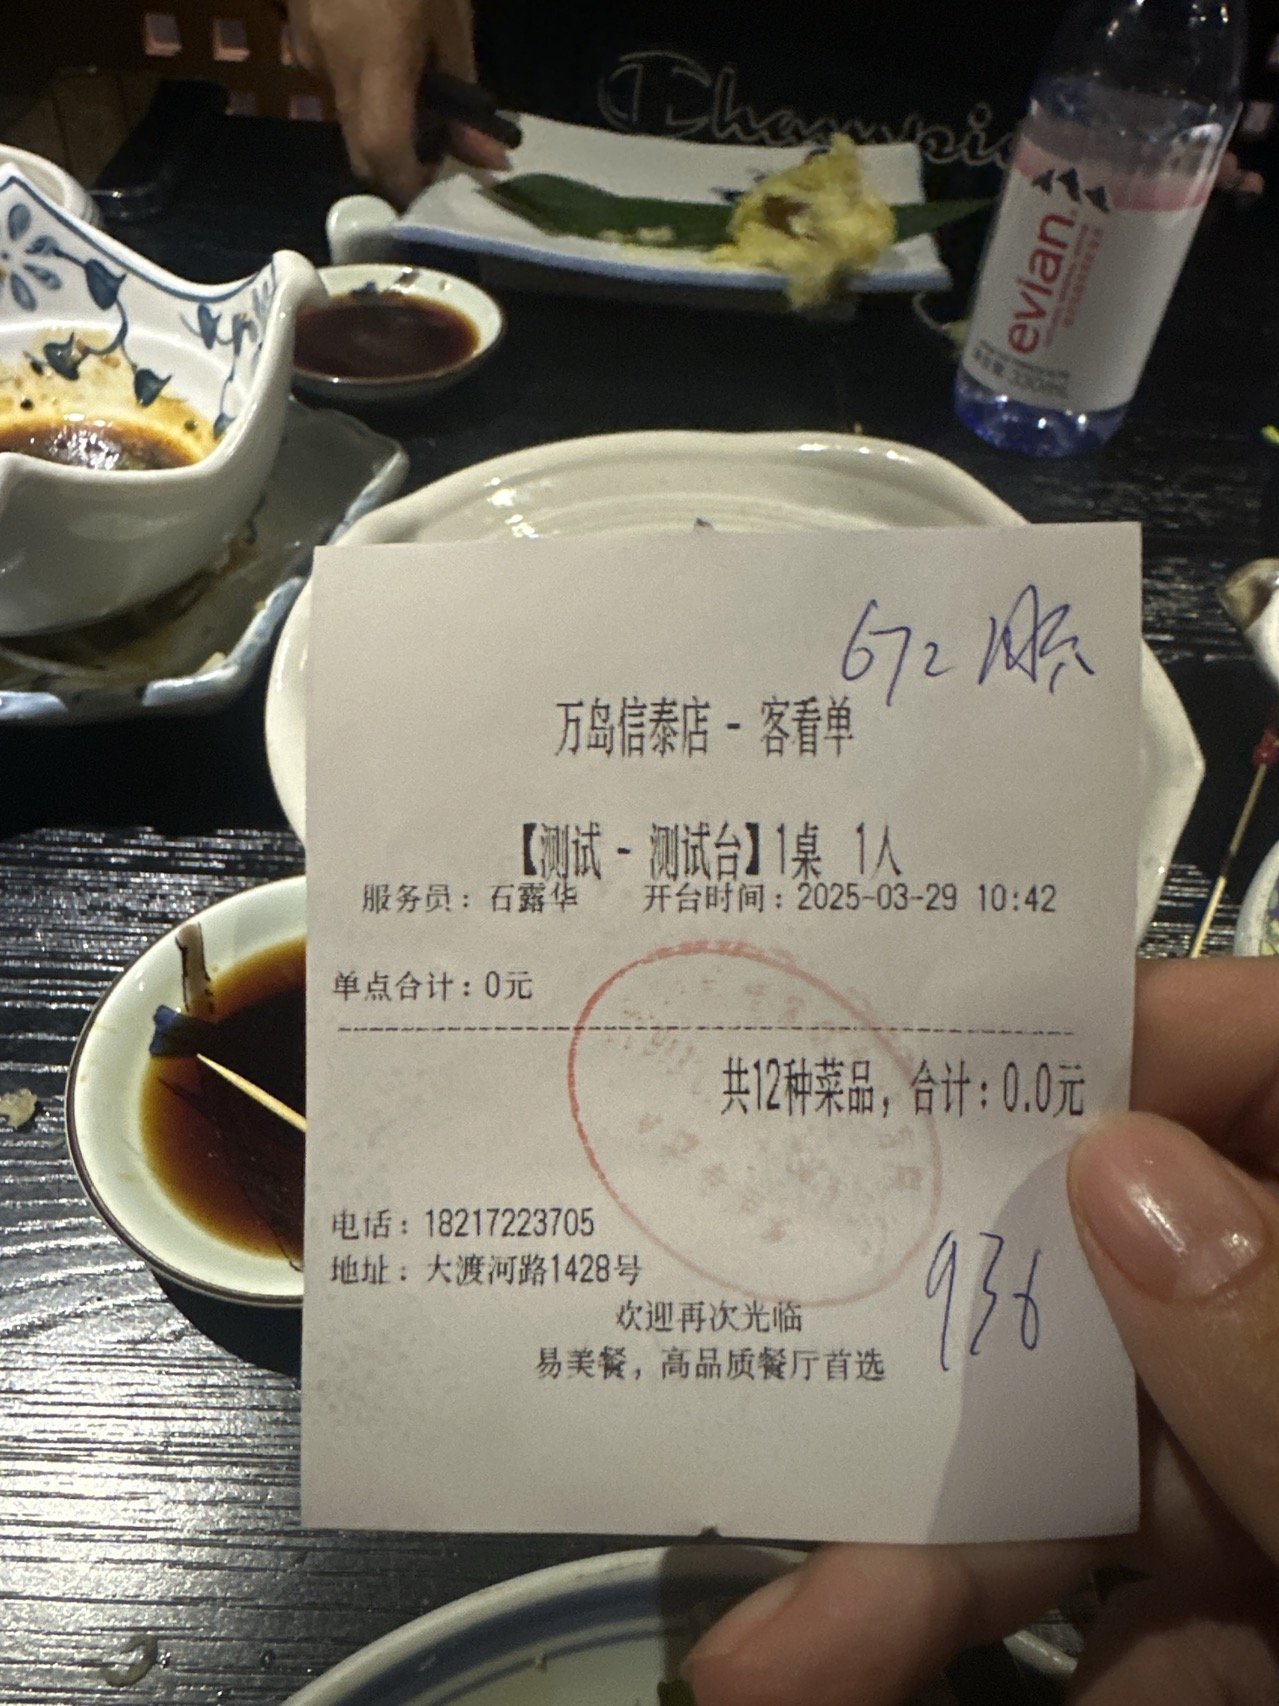 Champio
evian.
330ml
672
万岛信泰店 - 客看单
【测试 - 测试台】1桌 1人
服务员：石露华 开台时间：2025-03-29 10:42
单点合计：0元
共12种菜品，合计：0.0元
电话：18217223705
地址：大渡河路1428号
936
欢迎再次光临
易美餐，高品质餐厅首选